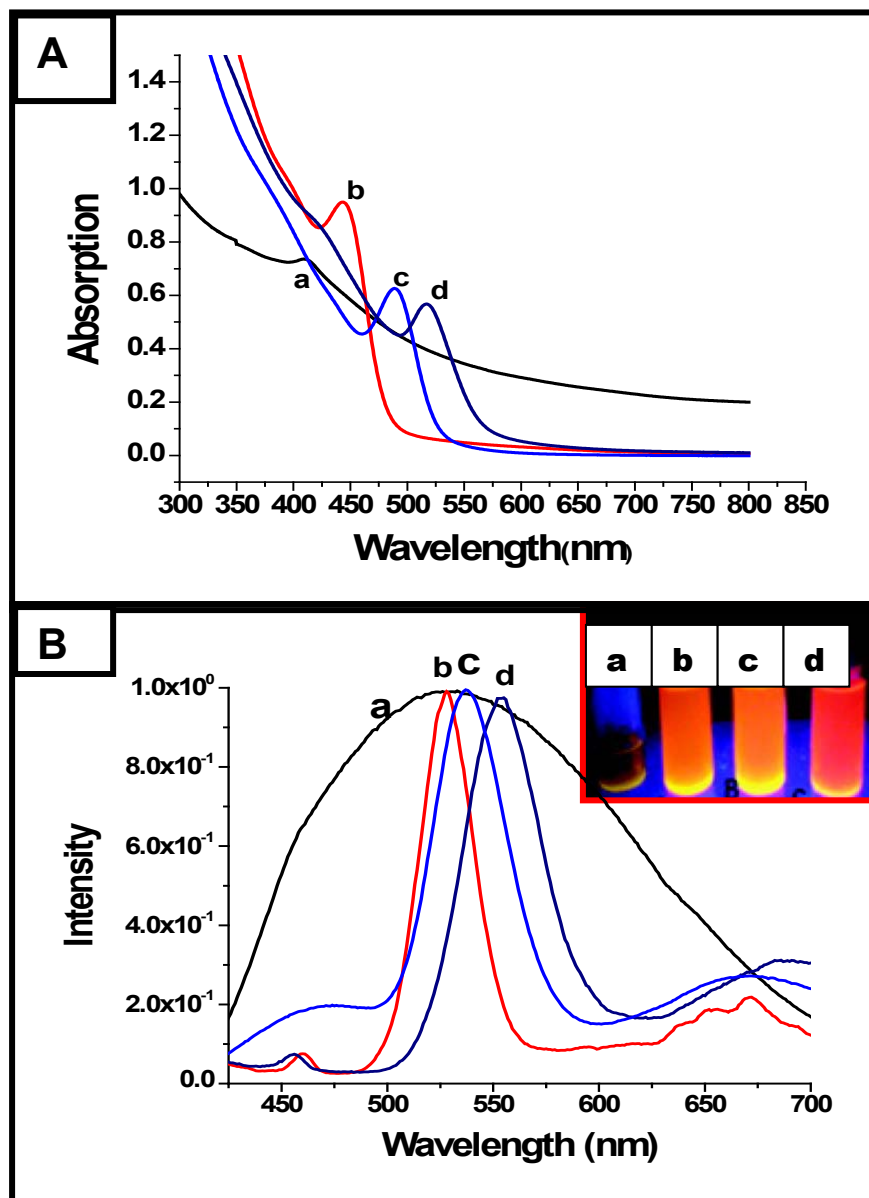 A
1.4
1.2
1.0
0.8
0.6
0.4
0.2
0.0
Absorption
a
b
c
d
300 350 400 450 500 550 600 650 700 750 800 850
Wavelength(nm)
B
a b c d
B
c
1.0x10⁰
8.0x10⁻¹
6.0x10⁻¹
4.0x10⁻¹
2.0x10⁻¹
0.0
Intensity
a
b
C
d
450 500 550 600 650 700
Wavelength (nm)